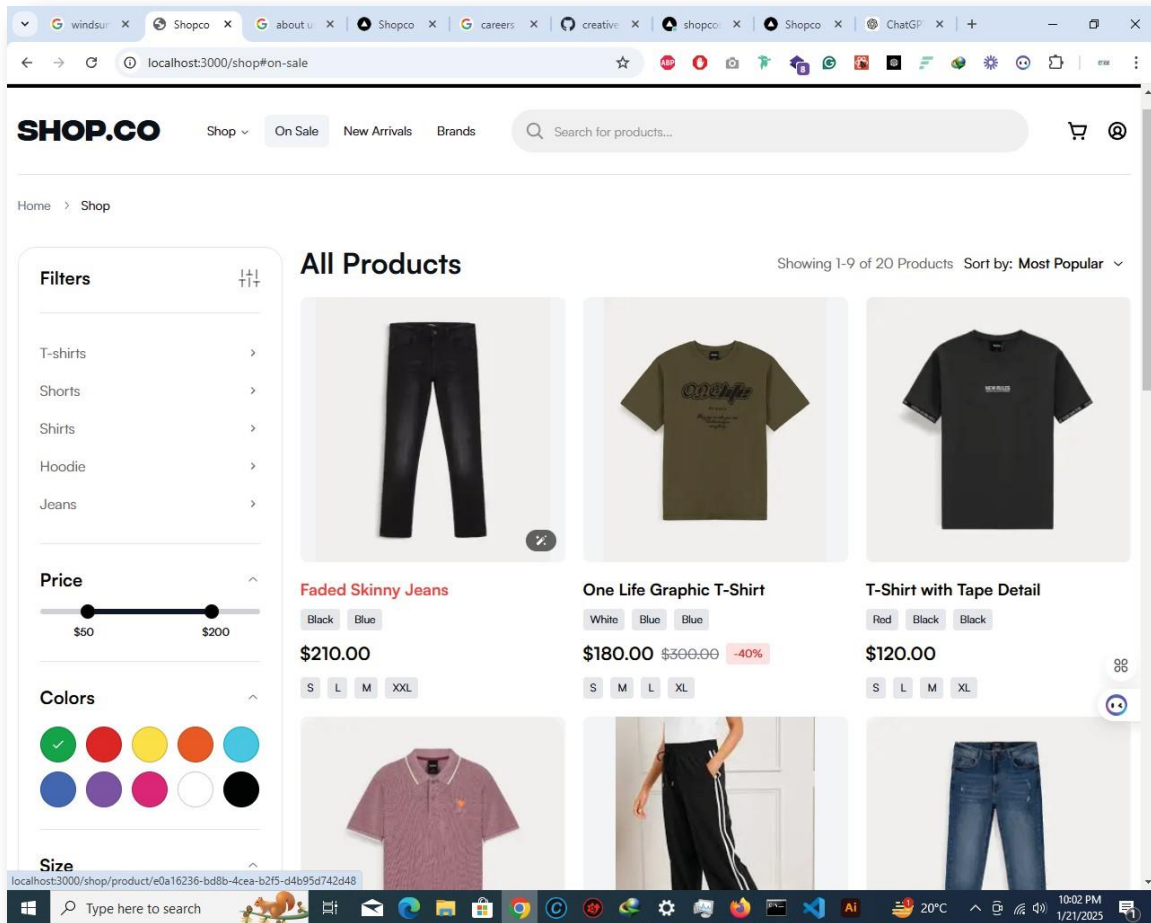 windsur Shopco about u Shopco careers creative shopco Shopco ChatGP
localhost:3000/shop#on-sale
SHOP.CO Shop On Sale New Arrivals Brands Search for products...
Home > Shop
Filters
T-shirts
Shorts
Shirts
Hoodie
Jeans
Price
$50 $200
Colors
Size
All Products Showing 1-9 of 20 Products Sort by: Most Popular
NEW RULES
Faded Skinny Jeans One Life Graphic T-Shirt T-Shirt with Tape Detail
Black Blue White Blue Blue Red Black Black
$210.00 $180.00 $300.00 -40% $120.00
S L M XXL S M L XL S L M XL
localhost:3000/shop/product/e0a16236-bd8b-4cea-b2f5-d4b95d742d48
Type here to search Ai 20°C 10:02 PM
1/21/2025